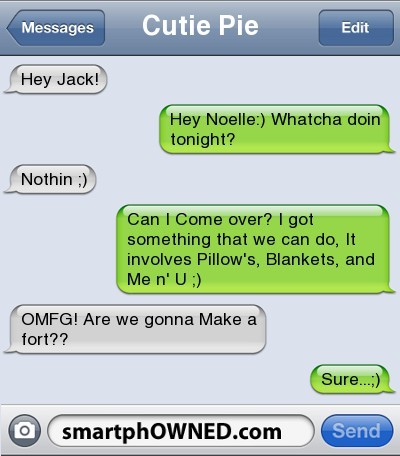 Messages
Cutie Pie
Edit
Hey Jack!
Hey Noelle:) Whatcha doin
tonight?
Nothin ;)
Can I Come over? I got
something that we can do, It
involves Pillow's, Blankets, and
Me n' U ;)
OMFG! Are we gonna Make a
fort??
Sure...;)
smartphOWNED.com
Send